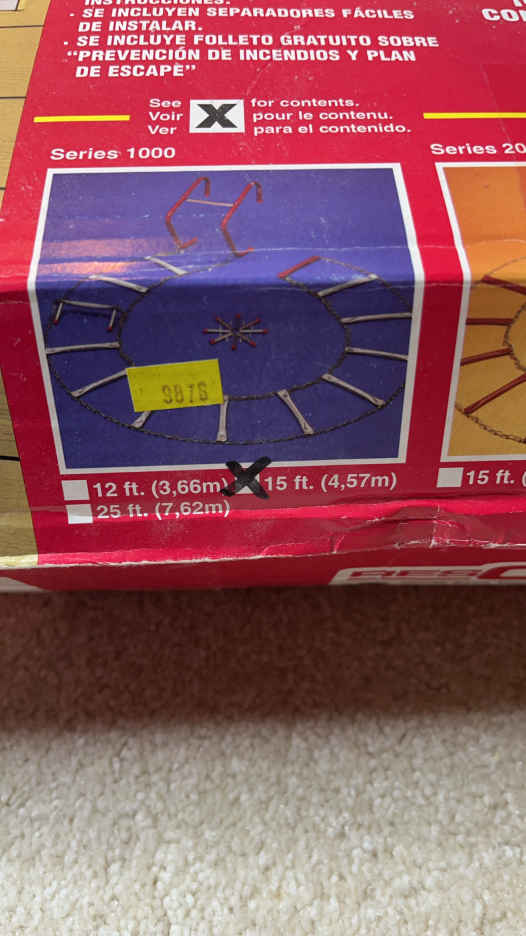 INSTRUCCIONES.
· SE INCLUYEN SEPARADORES FÁCILES
DE INSTALAR.
· SE INCLUYE FOLLETO GRATUITO SOBRE
“PREVENCIÓN DE INCENDIOS Y PLAN
DE ESCAPE”
See X for contents.
Voir pour le contenu.
Ver para el contenido.
Series 1000
Series 20
9876
12 ft. (3,66m) X 15 ft. (4,57m)
25 ft. (7,62m)
15 ft. (